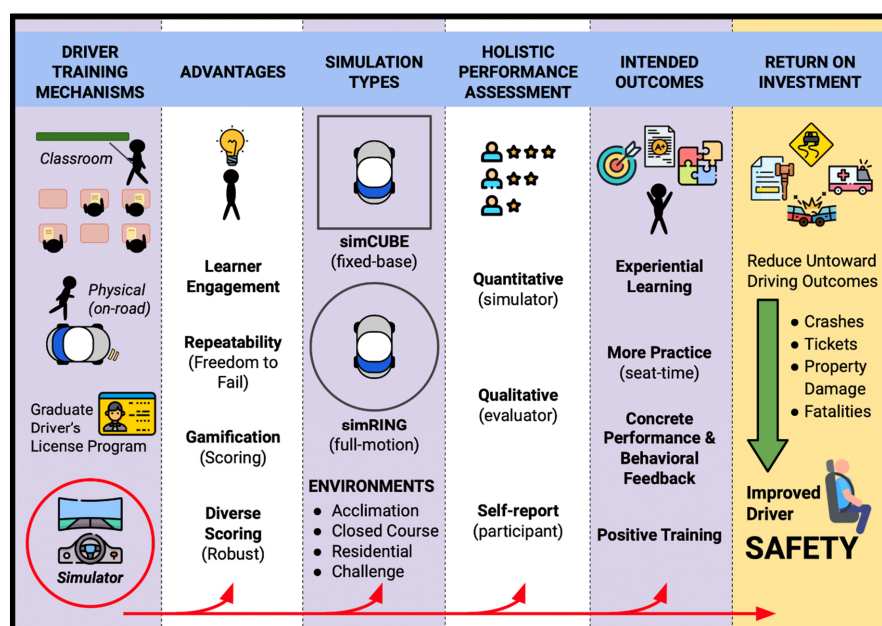 DRIVER
TRAINING
MECHANISMS
Classroom
Physical
(on-road)
Graduate
Driver's
License Program
Simulator
ADVANTAGES
Learner
Engagement
Repeatability
(Freedom to
Fail)
Gamification
(Scoring)
Diverse
Scoring
(Robust)
SIMULATION
TYPES
simCUBE
(fixed-base)
simRING
(full-motion)
ENVIRONMENTS
● Acclimation
● Closed Course
● Residential
● Challenge
HOLISTIC
PERFORMANCE
ASSESSMENT
Quantitative
(simulator)
Qualitative
(evaluator)
Self-report
(participant)
INTENDED
OUTCOMES
A+
Experiential
Learning
More Practice
(seat-time)
Concrete
Performance &
Behavioral
Feedback
Positive Training
RETURN ON
INVESTMENT
Reduce Untoward
Driving Outcomes
● Crashes
● Tickets
● Property
Damage
● Fatalities
Improved
Driver
SAFETY